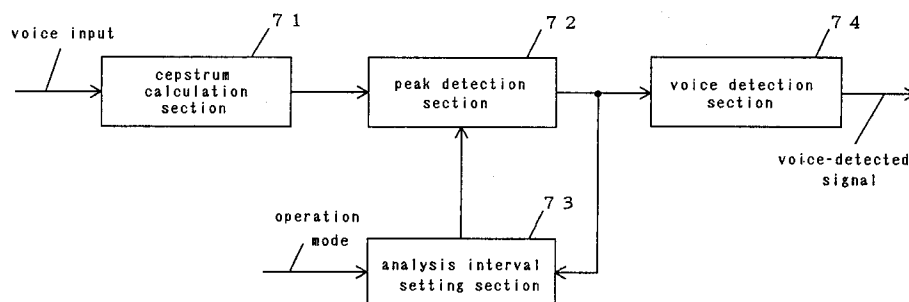 71
voice input
cepstrum
calculation
section
72
peak detection
section
74
voice detection
section
voice-detected
signal
73
operation
mode
analysis interval
setting section